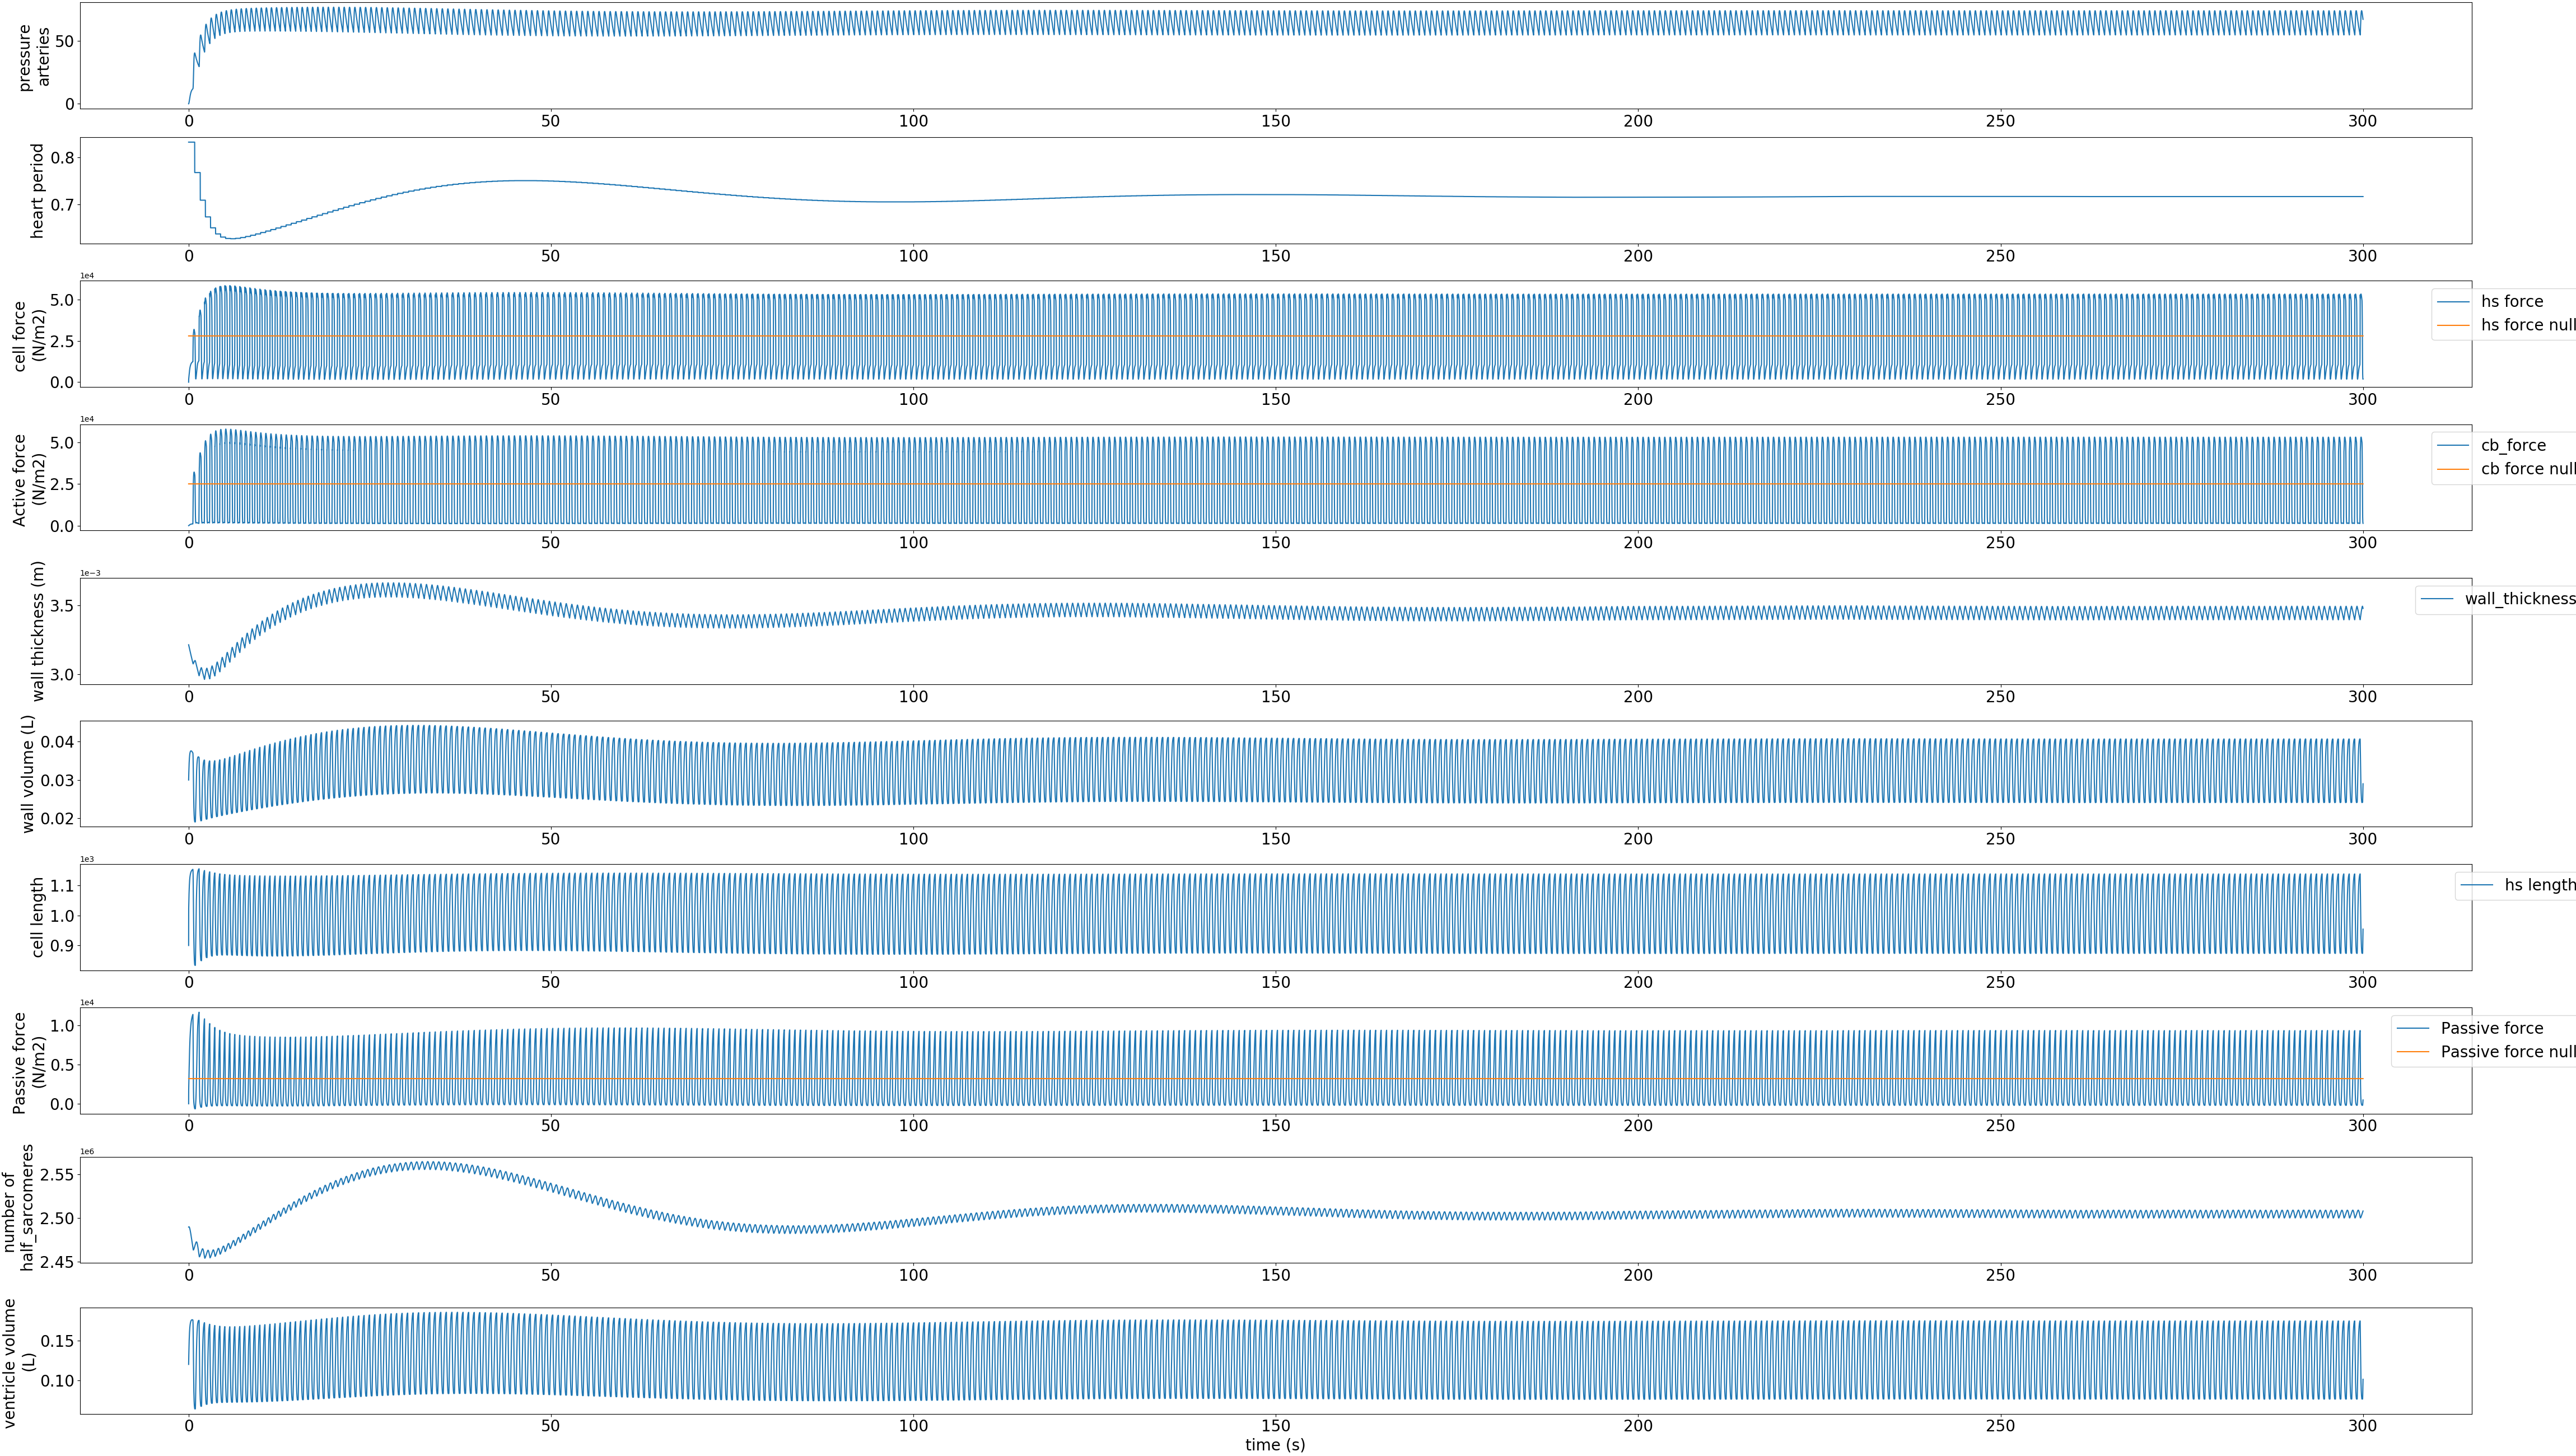 pressure
arteries
50
0
0 50 100 150 200 250 300
heart period
0.8
0.7
0 50 100 150 200 250 300
1e4
cell force
(N/m2)
5.0
2.5
0.0
hs force
hs force null
0 50 100 150 200 250 300
1e4
Active force
(N/m2)
5.0
2.5
0.0
cb_force
cb force null
0 50 100 150 200 250 300
1e−3
wall thickness (m)
3.5
3.0
wall_thickness
0 50 100 150 200 250 300
wall volume (L)
0.04
0.03
0.02
0 50 100 150 200 250 300
1e3
cell length
1.1
1.0
0.9
hs length
0 50 100 150 200 250 300
1e4
Passive force
(N/m2)
1.0
0.5
0.0
Passive force
Passive force null
0 50 100 150 200 250 300
1e6
number of
half_sarcomeres
2.55
2.50
2.45
0 50 100 150 200 250 300
ventricle volume
(L)
0.15
0.10
0 50 100 150 200 250 300
time (s)